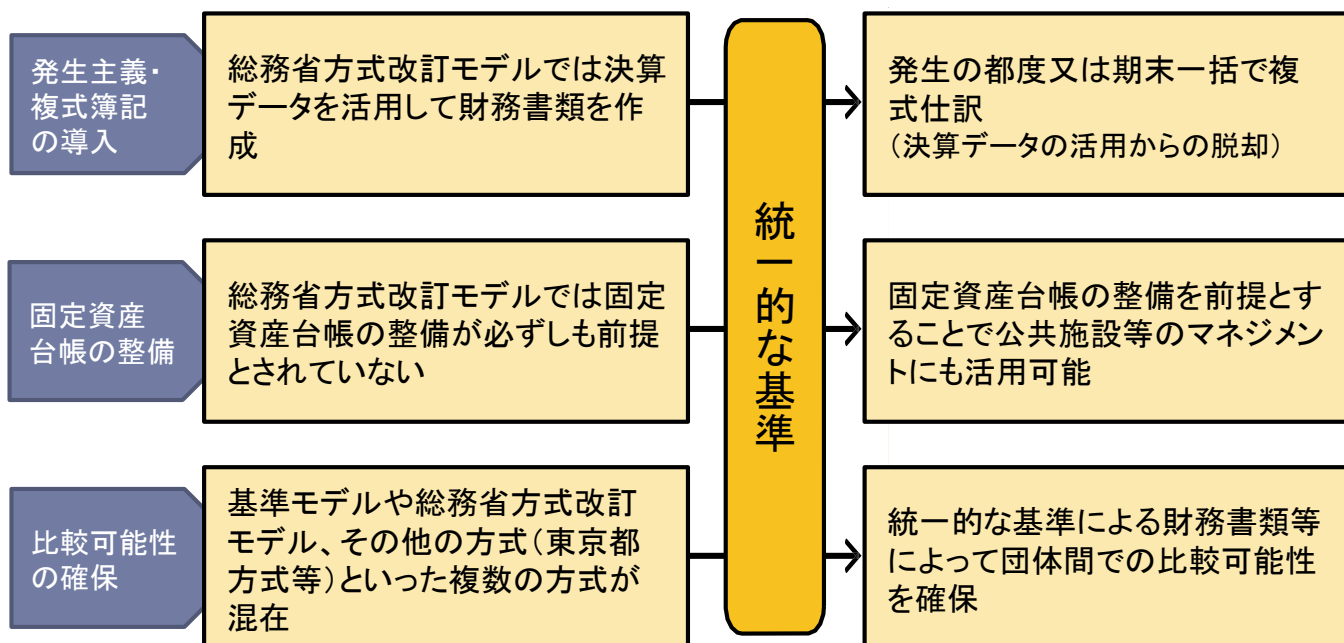 発生主義・
複式簿記
の導入
総務省方式改訂モデルでは決算
データを活用して財務書類を作
成
発生の都度又は期末一括で複
式仕訳
（決算データの活用からの脱却）
統一的な基準
固定資産
台帳の整備
総務省方式改訂モデルでは固定
資産台帳の整備が必ずしも前提
とされていない
固定資産台帳の整備を前提とす
ることで公共施設等のマネジメン
トにも活用可能
比較可能性
の確保
基準モデルや総務省方式改訂
モデル、その他の方式（東京都
方式等）といった複数の方式が
混在
統一的な基準による財務書類等
によって団体間での比較可能性
を確保